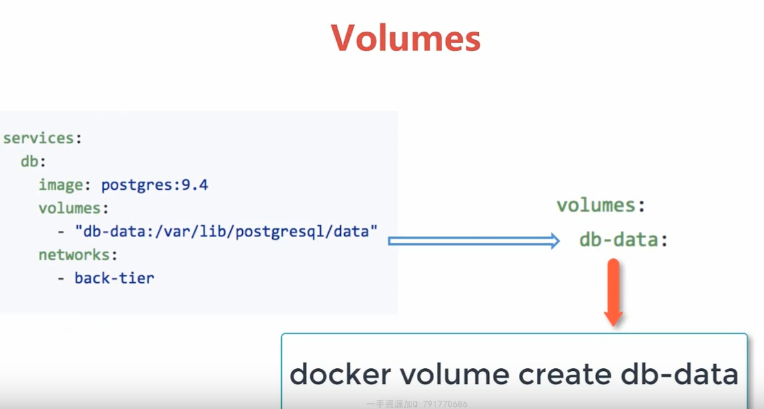 Volumes
services:
  db:
    image: postgres:9.4
    volumes:
      - "db-data:/var/lib/postgresql/data"
    networks:
      - back-tier
volumes:
  db-data:
docker volume create db-data
一手资源加Q:791770686